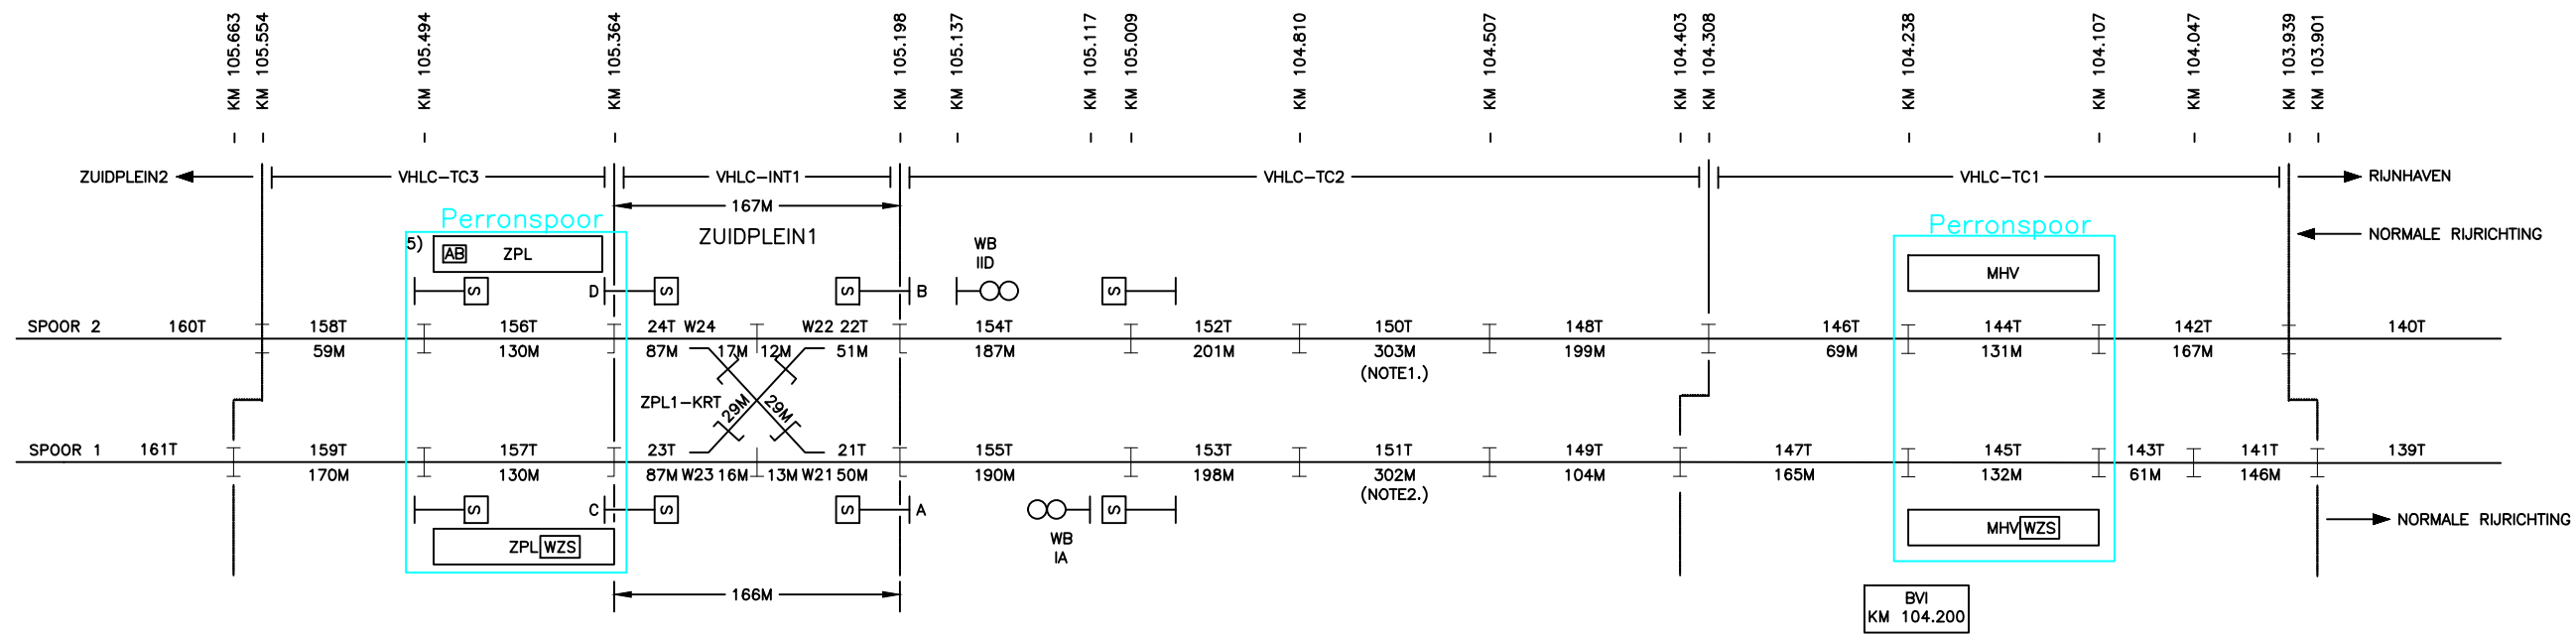 KM 105.663
KM 105.554
KM 105.494
KM 105.364
KM 105.198
KM 105.137
KM 105.117
KM 105.009
KM 104.810
KM 104.507
KM 104.403
KM 104.308
KM 104.238
KM 104.107
KM 104.047
KM 103.939
KM 103.901
ZUIDPLEIN2
VHLC-TC3
VHLC-INT1
VHLC-TC2
VHLC-TC1
RIJNHAVEN
167M
Perronspoor
ZUIDPLEIN1
Perronspoor
NORMALE RIJRICHTING
5)
AB ZPL
WB
IID
MHV
S
D
S
S
B
S
SPOOR 2
160T
158T
156T
24T
W24
W22
22T
154T
152T
150T
148T
146T
144T
142T
140T
59M
130M
87M
17M
12M
51M
187M
201M
303M
199M
69M
131M
167M
(NOTE1.)
ZPL1-KRT
29M
29M
SPOOR 1
161T
159T
157T
23T
21T
155T
153T
151T
149T
147T
145T
143T
141T
139T
170M
130M
87M
W23
16M
13M
W21
50M
190M
198M
302M
104M
165M
132M
61M
146M
(NOTE2.)
S
C
S
S
A
S
ZPL WZS
WB
IA
MHV WZS
NORMALE RIJRICHTING
166M
BVI
KM 104.200